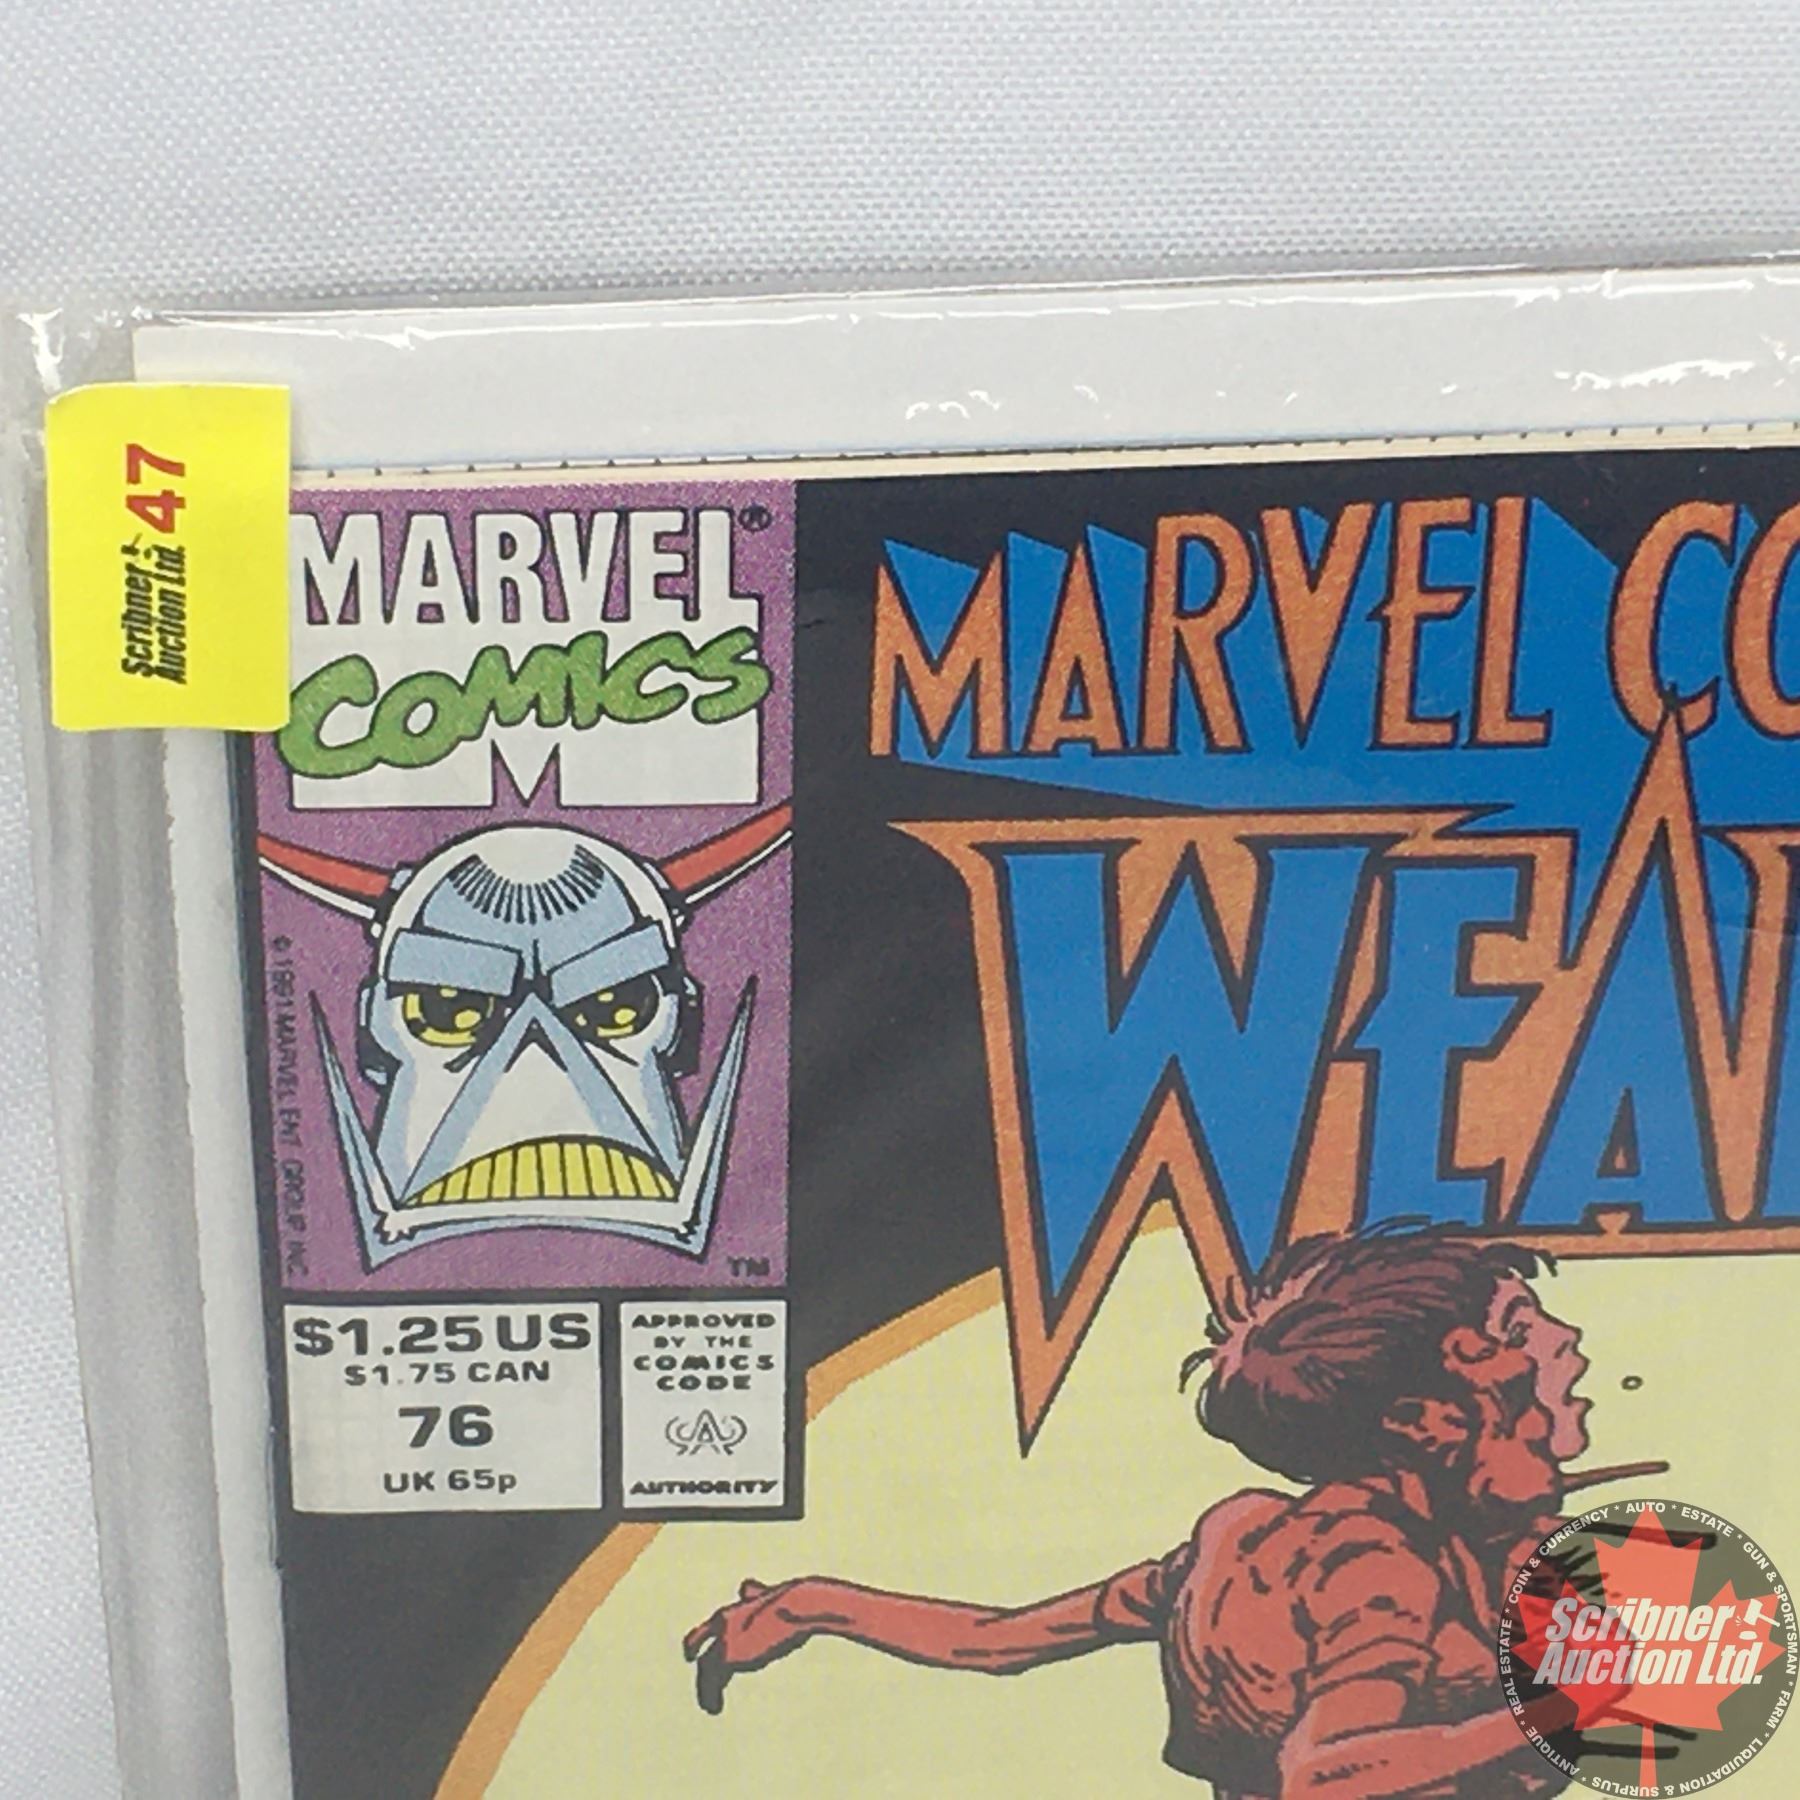 47
Scribner
Auction Ltd.
MARVEL®
COMICS
© 1991 MARVEL ENT. GROUP, INC.
TM
$1.25 US
$1.75 CAN
76
UK 65p
APPROVED
BY THE
COMICS
CODE
A
AUTHORITY
MARVEL CO
WEA
Scribner
Auction Ltd.
ANTIQUE * REAL ESTATE * COIN & CURRENCY * AUTO * ESTATE * GUN & SPORTSMAN * FARM * LIQUIDATION & SURPLUS *